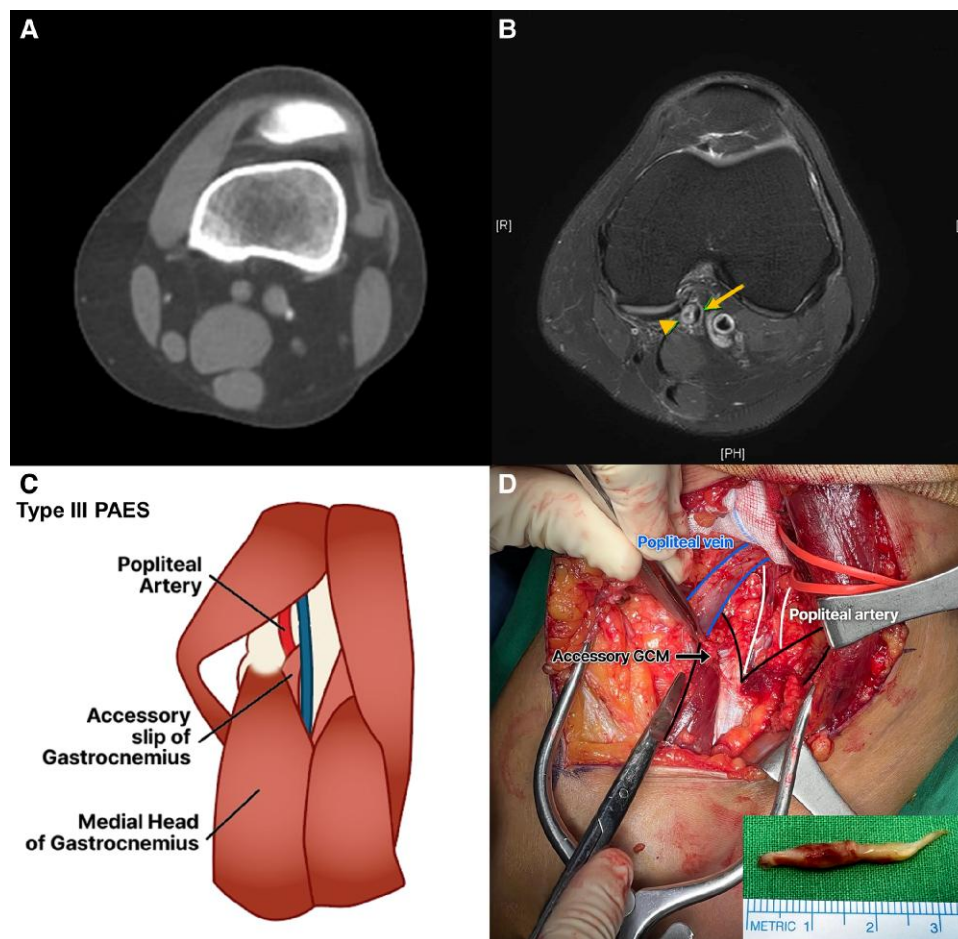 A
B
[R]
[PH]
C
Type III PAES
Popliteal
Artery
Accessory
slip of
Gastrocnemius
Medial Head
of Gastrocnemius
D
Popliteal vein
Popliteal artery
Accessory GCM
METRIC 1 2 3